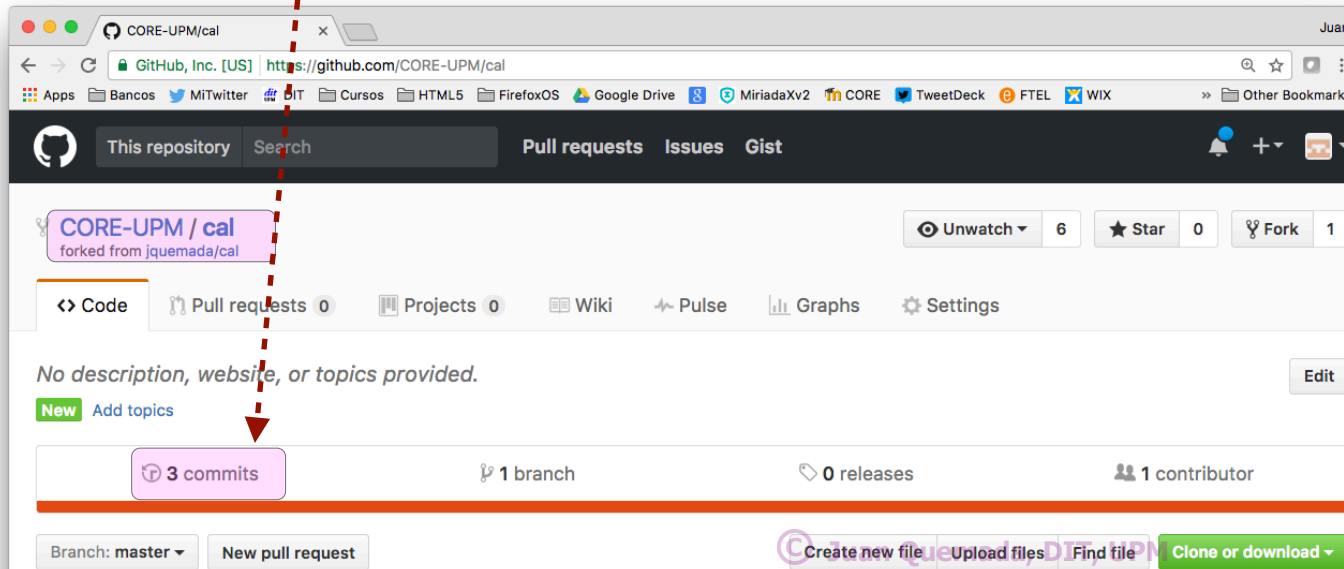 CORE-UPM/cal
Juan
GitHub, Inc. [US] https://github.com/CORE-UPM/cal
Apps Bancos MiTwitter DIT Cursos HTML5 FirefoxOS Google Drive MiriadaXv2 CORE TweetDeck FTEL WIX » Other Bookmark
This repository Search Pull requests Issues Gist
CORE-UPM / cal
Unwatch 6 Star 0 Fork 1
forked from jquemada/cal
Code Pull requests 0 Projects 0 Wiki Pulse Graphs Settings
No description, website, or topics provided.
Edit
New Add topics
3 commits 1 branch 0 releases 1 contributor
Branch: master New pull request Create new file Upload files Find file Clone or download
© Juan Quemada, DIT, UPM